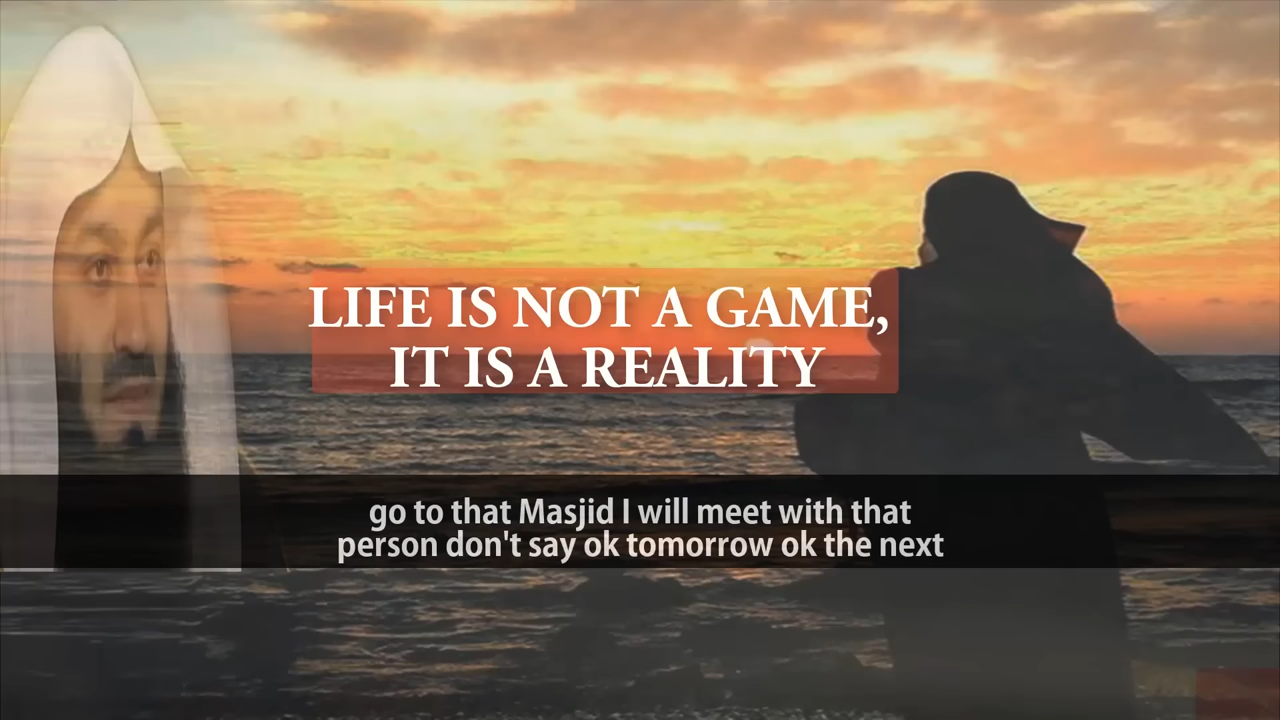 LIFE IS NOT A GAME,
IT IS A REALITY
go to that Masjid I will meet with that
person don't say ok tomorrow ok the next